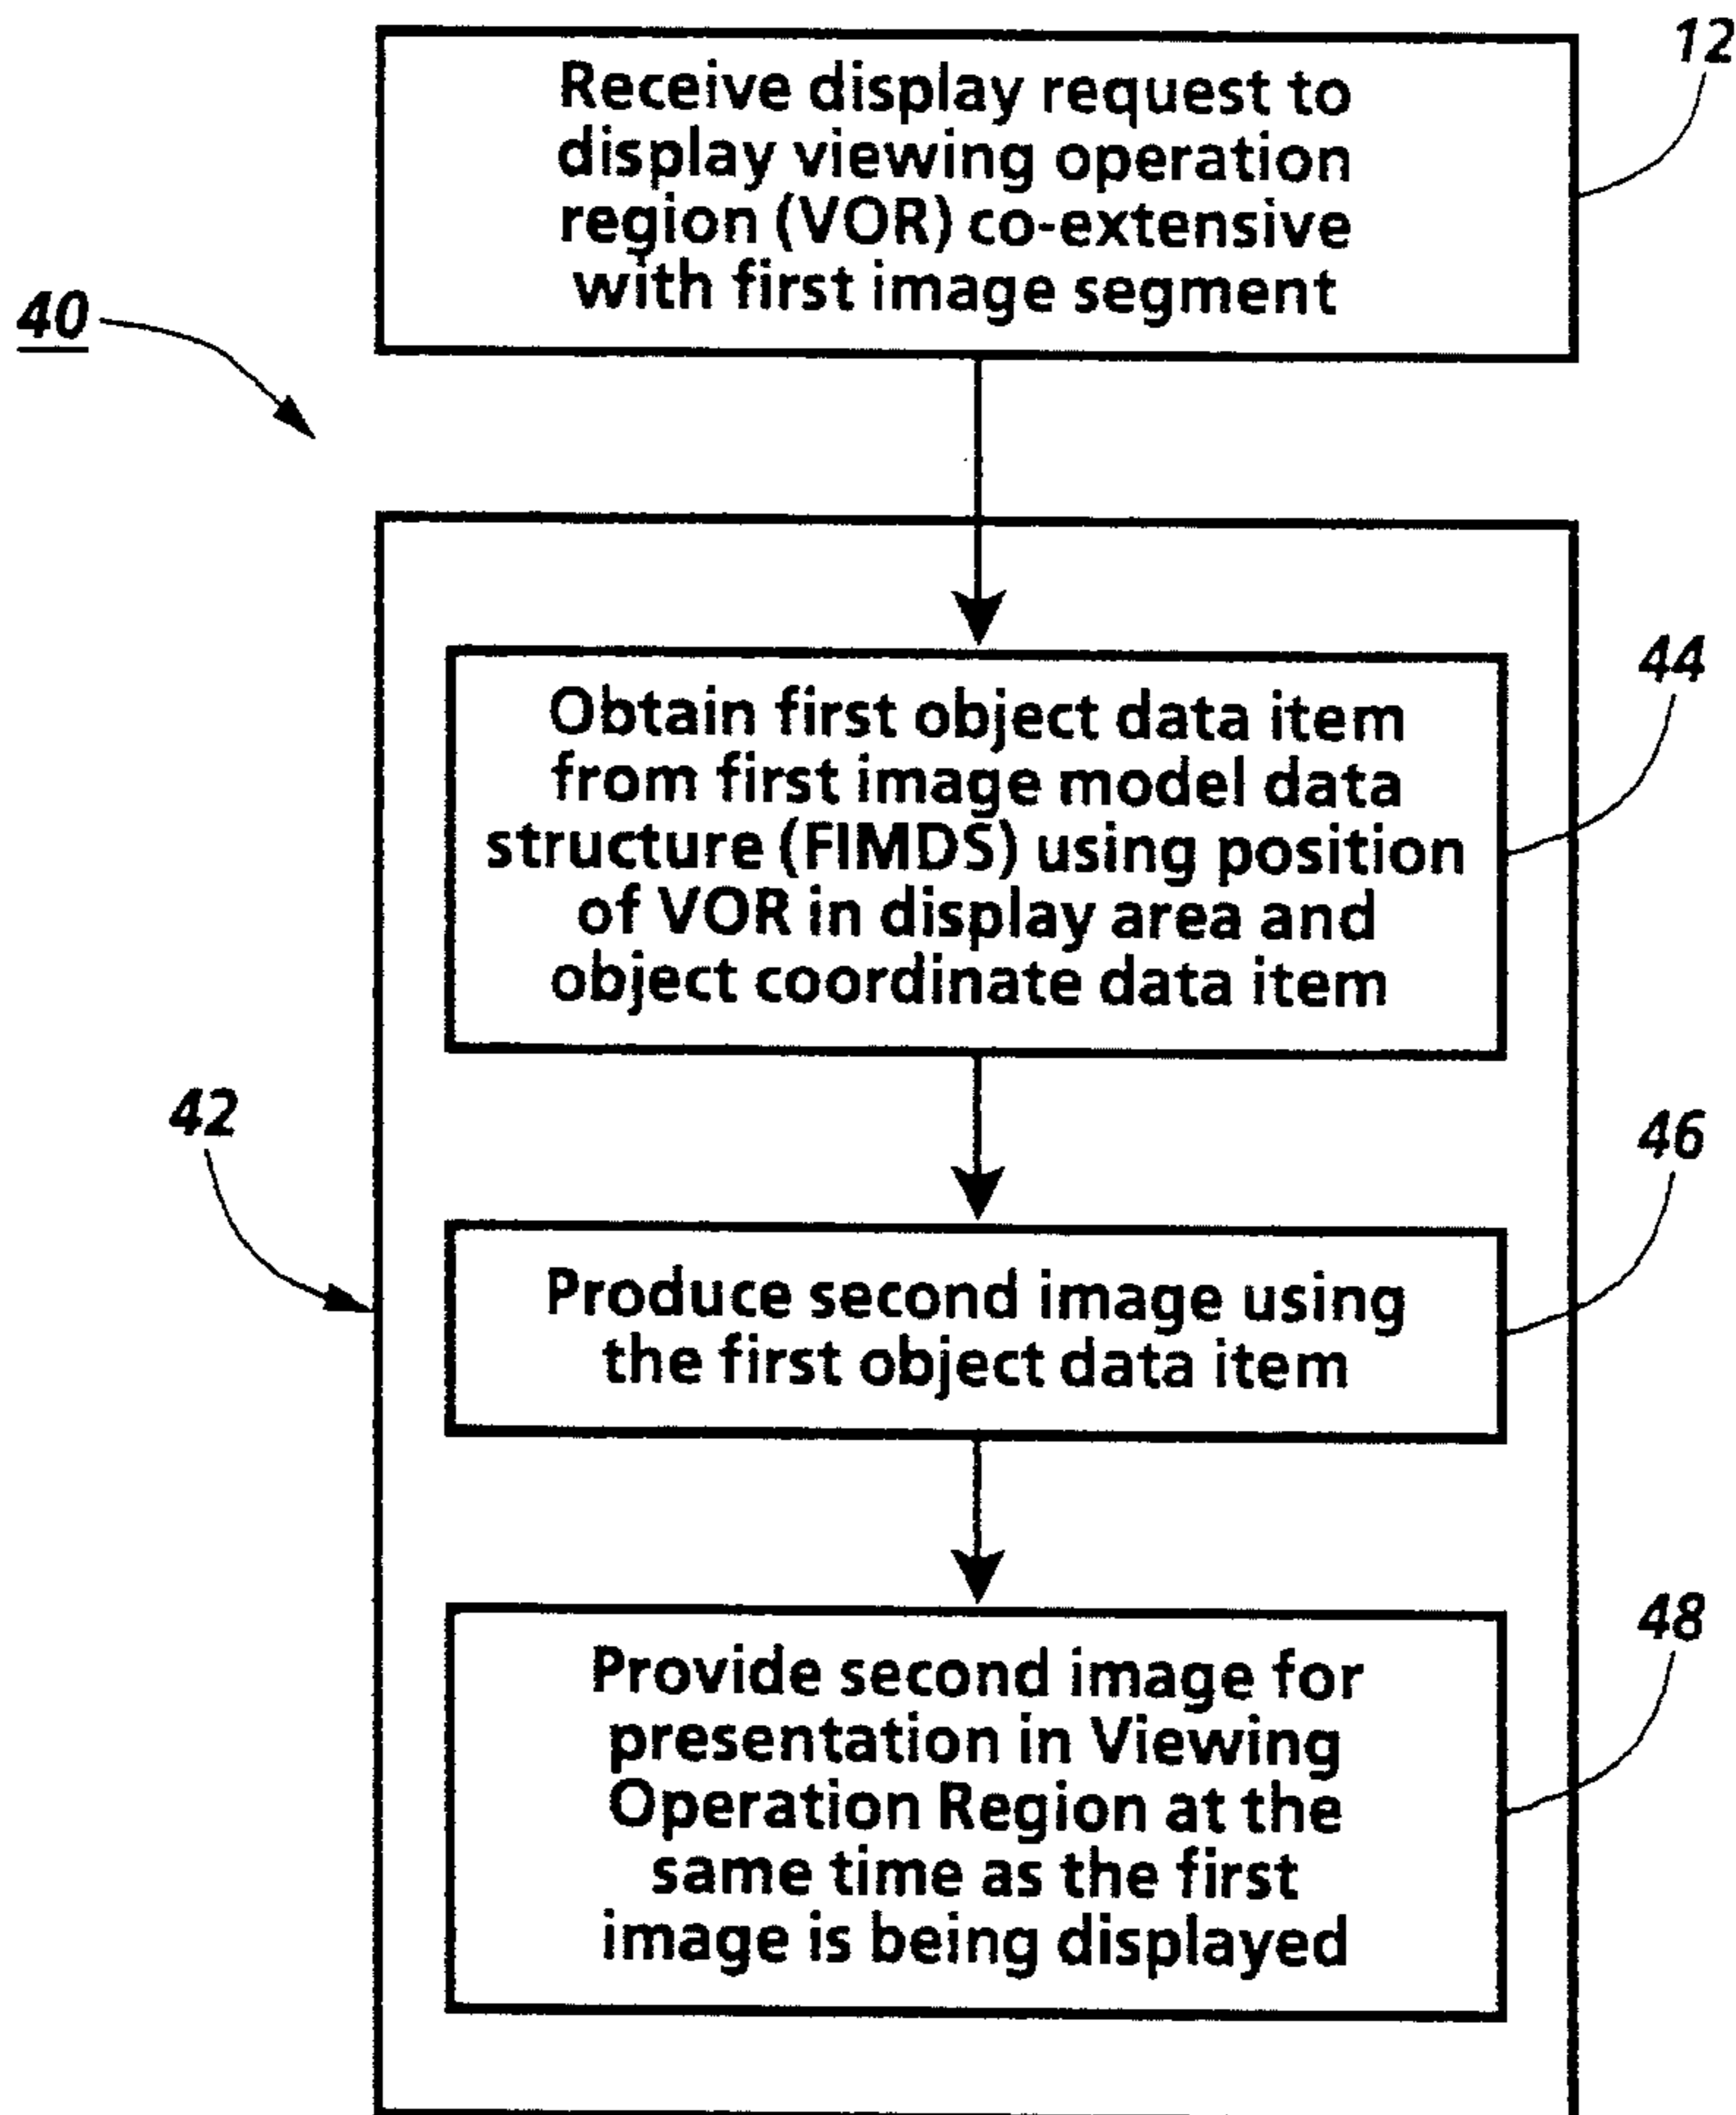 12
Receive display request to
display viewing operation
region (VOR) co-extensive
with first image segment
40
44
Obtain first object data item
from first image model data
structure (FIMDS) using position
of VOR in display area and
object coordinate data item
42
46
Produce second image using
the first object data item
48
Provide second image for
presentation in Viewing
Operation Region at the
same time as the first
image is being displayed